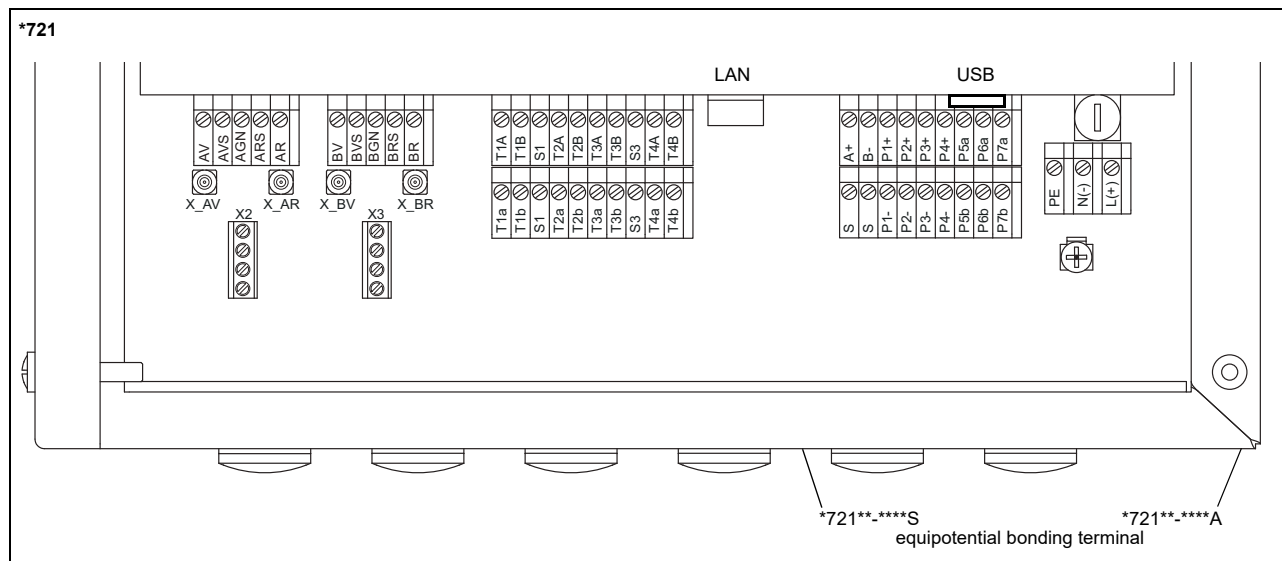 *721
LAN
USB
AV AVS AGN ARS AR
BV BVS BGN BRS BR
T1A T1B S1 T2A T2B T3A T3B S3 T4A T4B
A+ B- P1+ P2+ P3+ P4+ P5a P6a P7a
PE N(-) L(+)
X_AV X_AR X_BV X_BR
X2 X3
T1a T1b S1 T2a T2b T3a T3b S3 T4a T4b
S S P1- P2- P3- P4- P5b P6b P7b
*721**-****S *721**-****A
equipotential bonding terminal